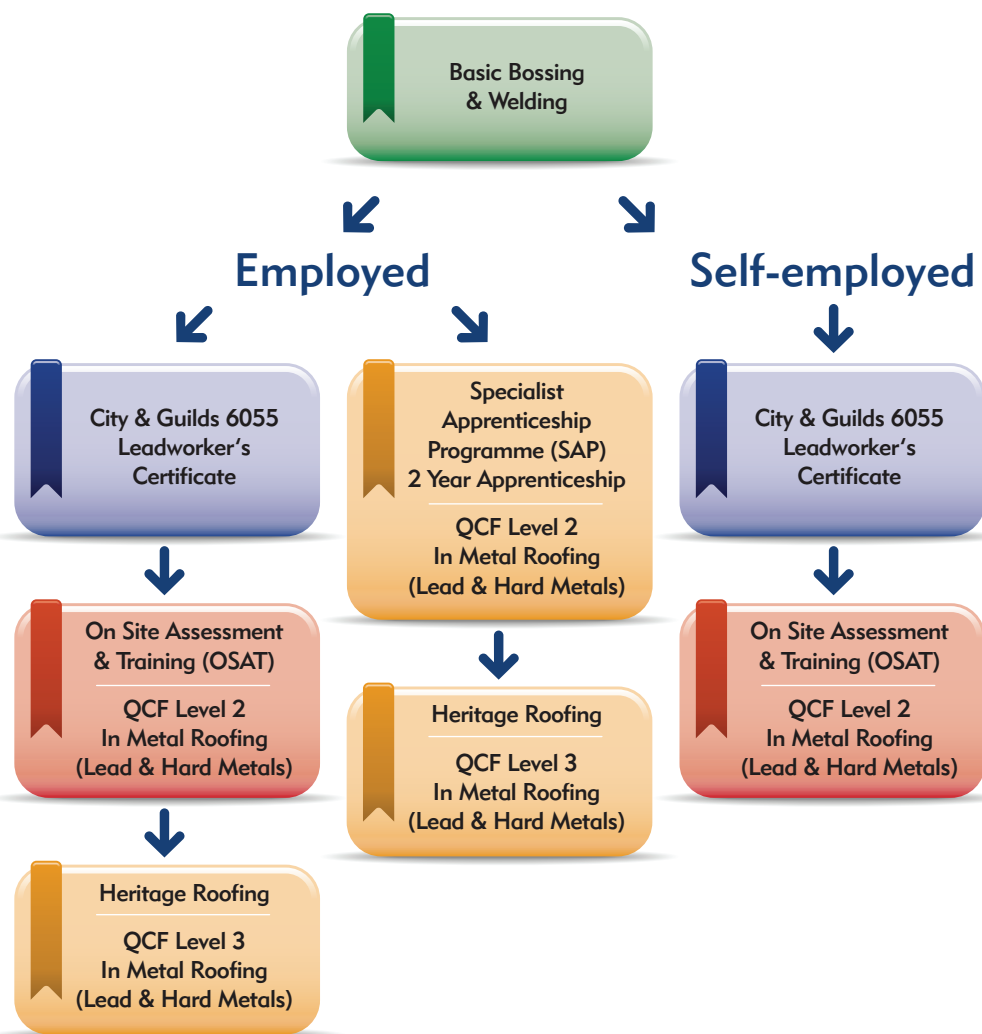 Basic Bossing
& Welding
Employed
Self-employed
City & Guilds 6055
Leadworker‘s
Certificate
Specialist
Apprenticeship
Programme (SAP)
2 Year Apprenticeship
QCF Level 2
In Metal Roofing
(Lead & Hard Metals)
City & Guilds 6055
Leadworker‘s
Certificate
On Site Assessment
& Training (OSAT)
QCF Level 2
In Metal Roofing
(Lead & Hard Metals)
Heritage Roofing
QCF Level 3
In Metal Roofing
(Lead & Hard Metals)
On Site Assessment
& Training (OSAT)
QCF Level 2
In Metal Roofing
(Lead & Hard Metals)
Heritage Roofing
QCF Level 3
In Metal Roofing
(Lead & Hard Metals)